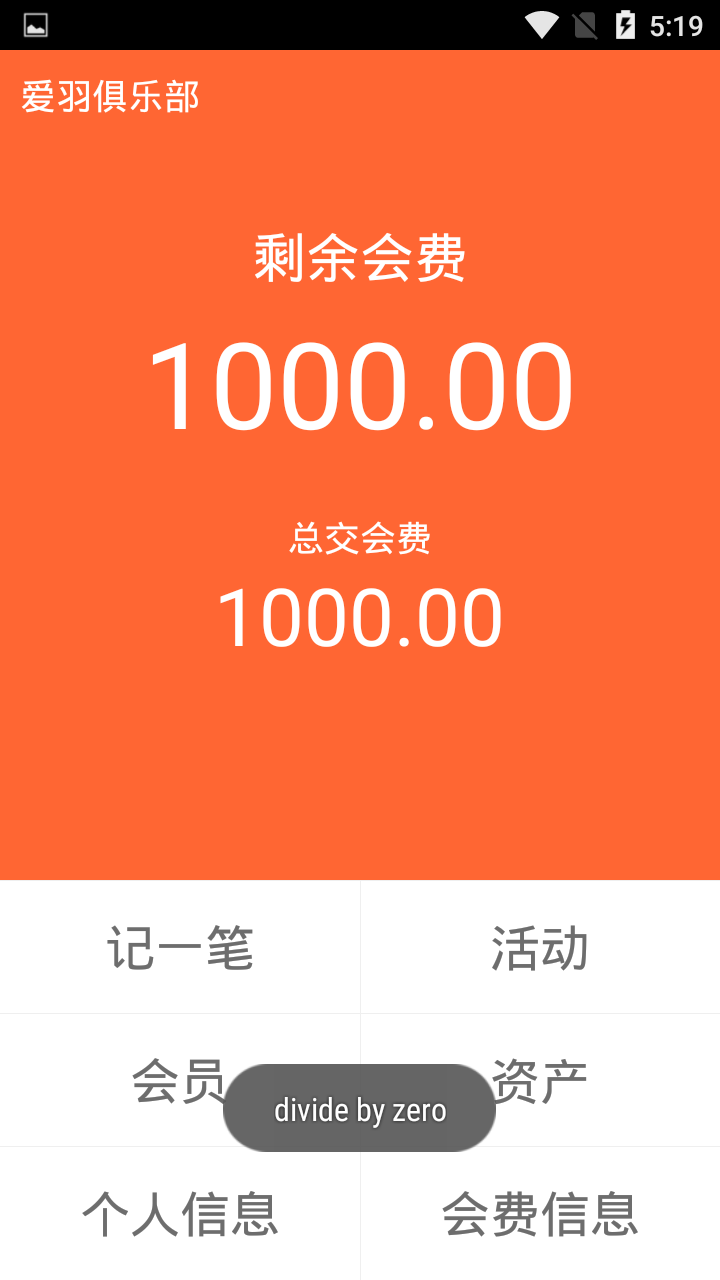 5:19
爱羽俱乐部
剩余会费
1000.00
总交会费
1000.00
记一笔
活动
会员
资产
divide by zero
个人信息
会费信息